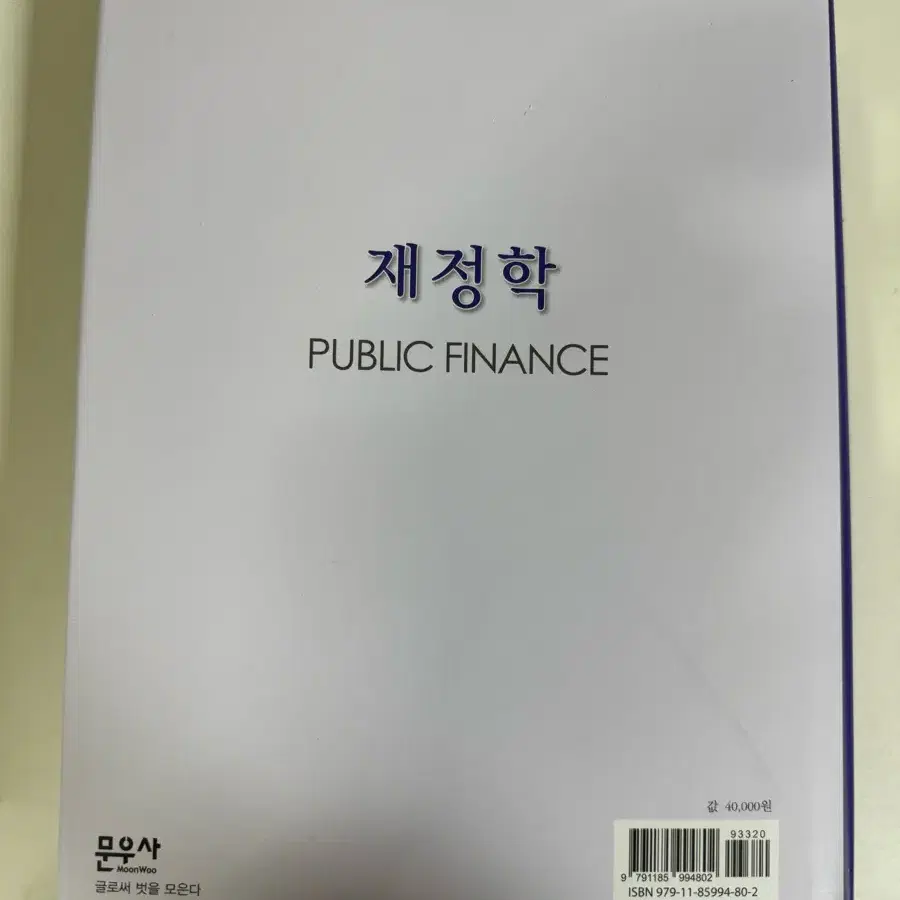 재정학
PUBLIC FINANCE
값 40,000원
93320
9 791185 994802
ISBN 979-11-85994-80-2
문우사
MoonWoo
글로써 벗을 모은다